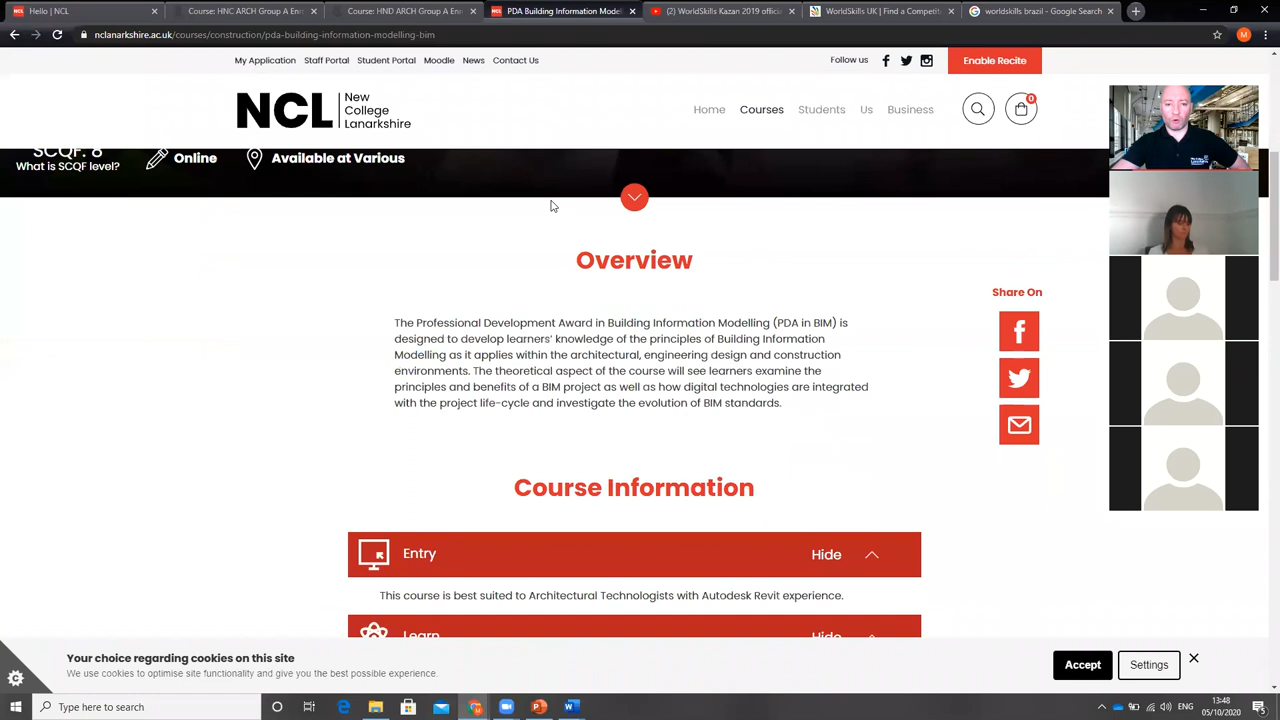 Hello | NCL
Course: HNC ARCH Group A Enro
Course: HND ARCH Group A Enro
PDA Building Information Modell
(2) WorldSkills Kazan 2019 offici
WorldSkills UK | Find a Competit
worldskills brazil - Google Search
nclanarkshire.ac.uk/courses/construction/pda-building-information-modelling-bim
M
My Application Staff Portal Student Portal Moodle News Contact Us
Follow us
Enable Recite
NCL
New
College
Lanarkshire
Home Courses Students Us Business
0
SCQF: 8
What is SCQF level?
Online
Available at Various
Overview
Share On
The Professional Development Award in Building Information Modelling (PDA in BIM) is
designed to develop learners' knowledge of the principles of Building Information
Modelling as it applies within the architectural, engineering design and construction
environments. The theoretical aspect of the course will see learners examine the
principles and benefits of a BIM project as well as how digital technologies are integrated
with the project life-cycle and investigate the evolution of BIM standards.
Course Information
Entry Hide
This course is best suited to Architectural Technologists with Autodesk Revit experience.
Learn Hide
Your choice regarding cookies on this site
We use cookies to optimise site functionality and give you the best possible experience.
Accept
Settings
Type here to search
ENG
13:48
05/10/2020